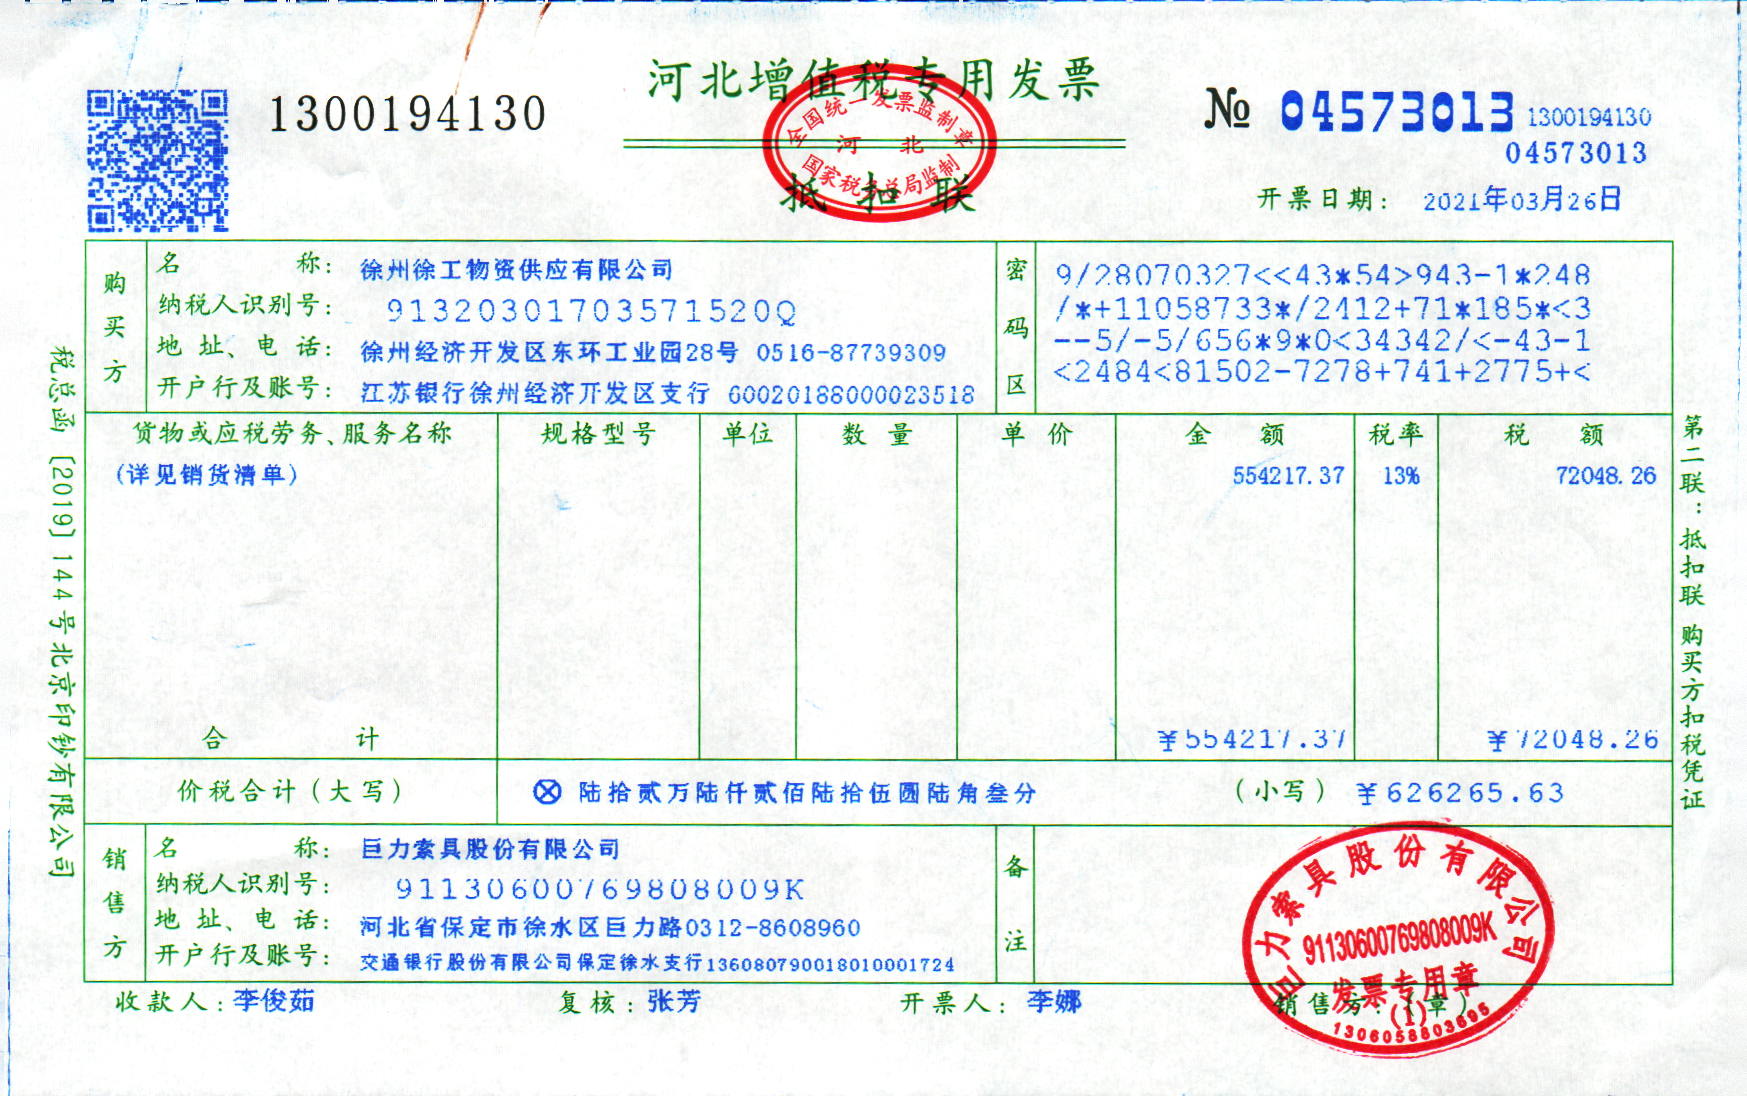 河北增值税专用发票
1300194130
№ 04573013 1300194130
04573013
全国统一发票监制章
河 北
国家税务总局监制
抵扣联
开票日期: 2021年03月26日
购买方
名 称: 徐州徐工物资供应有限公司
纳税人识别号: 91320301703571520Q
地 址、电 话: 徐州经济开发区东环工业园28号 0516-87739309
开户行及账号: 江苏银行徐州经济开发区支行 60020188000023518
密码区
9/28070327<<43*54>943-1*248
/*+11058733*/2412+71*185*<3
--5/-5/656*9*0<34342/<-43-1
<2484<81502-7278+741+2775+<
货物或应税劳务、服务名称 规格型号 单位 数 量 单 价 金 额 税率 税 额
(详见销货清单) 554217.37 13% 72048.26
合 计 ¥554217.37 ¥72048.26
价税合计(大写) ⊗ 陆拾贰万陆仟贰佰陆拾伍圆陆角叁分 (小写) ¥626265.63
销售方
名 称: 巨力索具股份有限公司
纳税人识别号: 91130600769808009K
地 址、电 话: 河北省保定市徐水区巨力路0312-8608960
开户行及账号: 交通银行股份有限公司保定徐水支行136080790018010001724
备注
收款人: 李俊茹 复核: 张芳 开票人: 李娜 销售方:(章)
巨力索具股份有限公司
91130600769808009K
发票专用章
(1)
1306058803695
税总函[2019]144号北京印钞有限公司
第二联:抵扣联 购买方扣税凭证